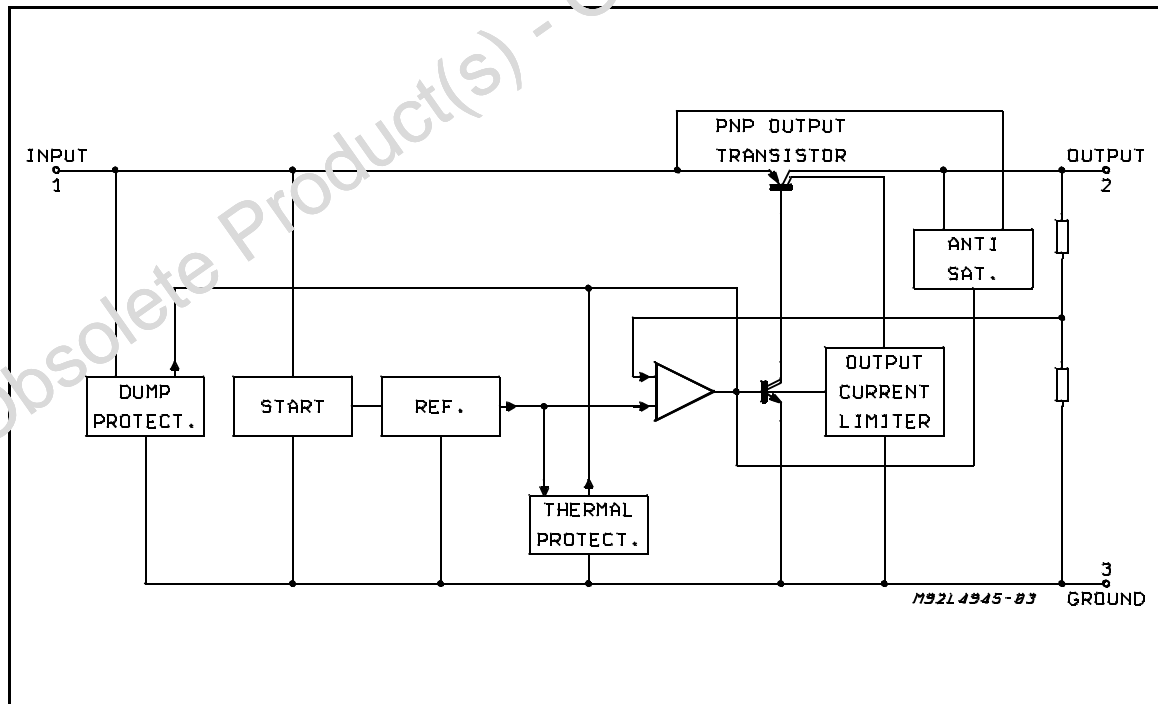 Obsolete Product(s) - O
PNP OUTPUT
TRANSISTOR
INPUT
1
OUTPUT
2
ANTI
SAT.
DUMP
PROTECT.
START
REF.
OUTPUT
CURRENT
LIMITER
THERMAL
PROTECT.
3
GROUND
M92L4945-03